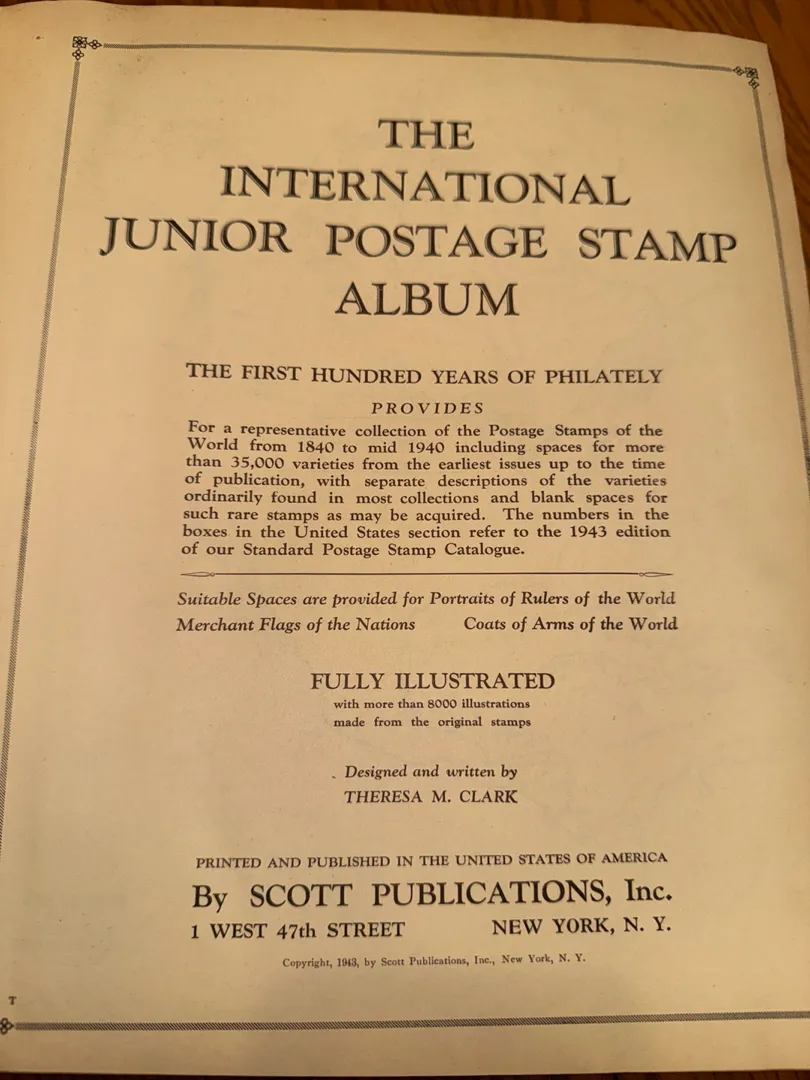 THE
INTERNATIONAL
JUNIOR POSTAGE STAMP
ALBUM
THE FIRST HUNDRED YEARS OF PHILATELY
PROVIDES
For a representative collection of the Postage Stamps of the
World from 1840 to mid 1940 including spaces for more
than 35,000 varieties from the earliest issues up to the time
of publication, with separate descriptions of the varieties
ordinarily found in most collections and blank spaces for
such rare stamps as may be acquired. The numbers in the
boxes in the United States section refer to the 1943 edition
of our Standard Postage Stamp Catalogue.
Suitable Spaces are provided for Portraits of Rulers of the World
Merchant Flags of the Nations Coats of Arms of the World
FULLY ILLUSTRATED
with more than 8000 illustrations
made from the original stamps
Designed and written by
THERESA M. CLARK
PRINTED AND PUBLISHED IN THE UNITED STATES OF AMERICA
By SCOTT PUBLICATIONS, Inc.
1 WEST 47th STREET NEW YORK, N. Y.
Copyright, 1943, by Scott Publications, Inc., New York, N. Y.
T